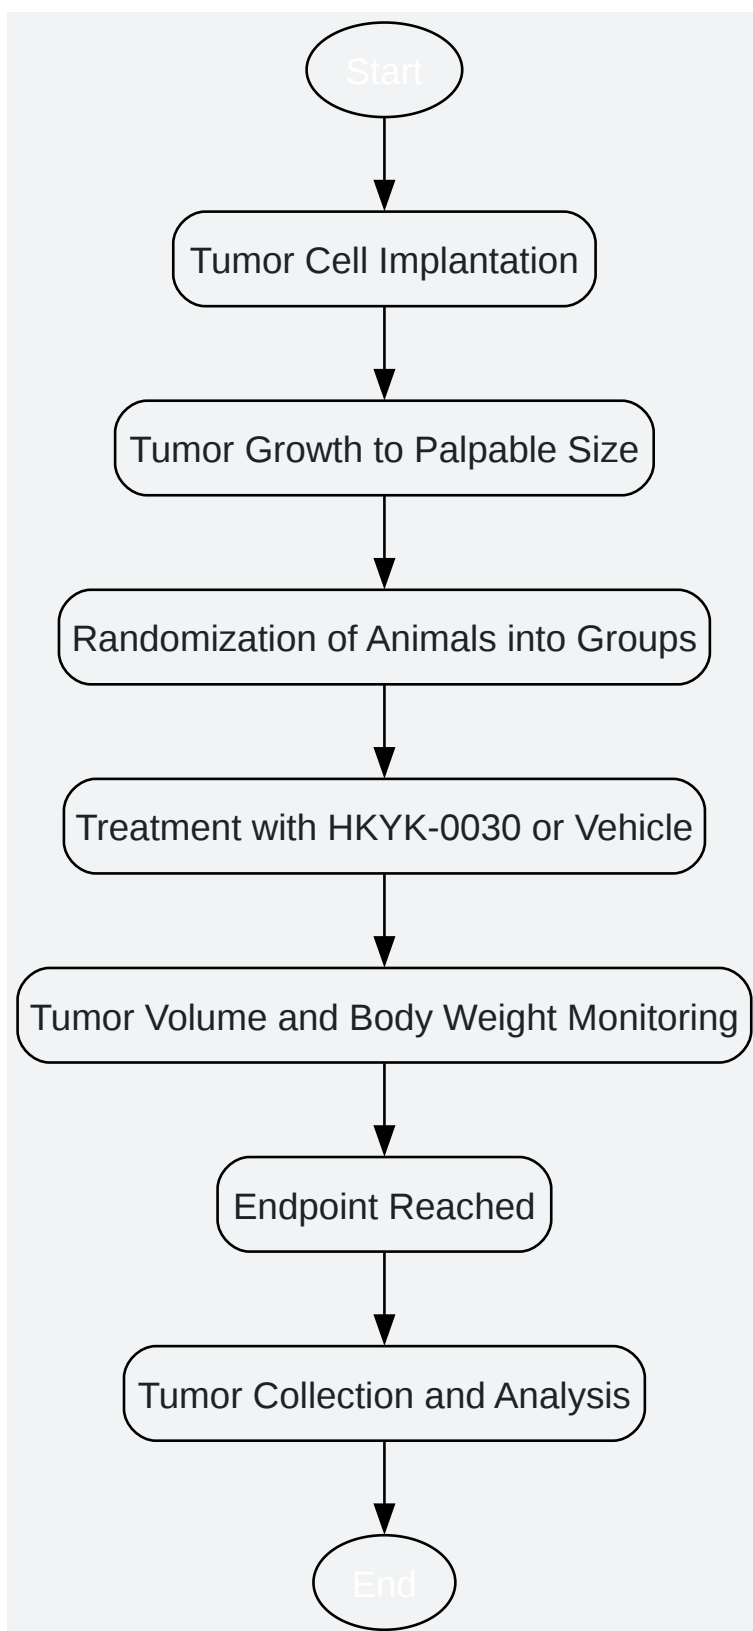 Start
Tumor Cell Implantation
Tumor Growth to Palpable Size
Randomization of Animals into Groups
Treatment with HKYK-0030 or Vehicle
Tumor Volume and Body Weight Monitoring
Endpoint Reached
Tumor Collection and Analysis
End